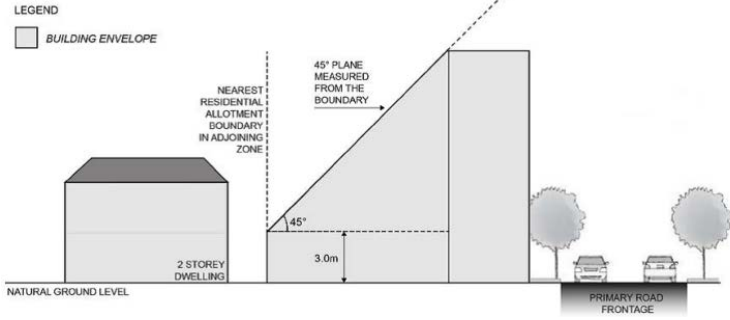 LEGEND
BUILDING ENVELOPE
45° PLANE
MEASURED
FROM THE
BOUNDARY
NEAREST
RESIDENTIAL
ALLOTMENT
BOUNDARY
IN ADJOINING
ZONE
45°
3.0m
2 STOREY
DWELLING
NATURAL GROUND LEVEL
PRIMARY ROAD
FRONTAGE